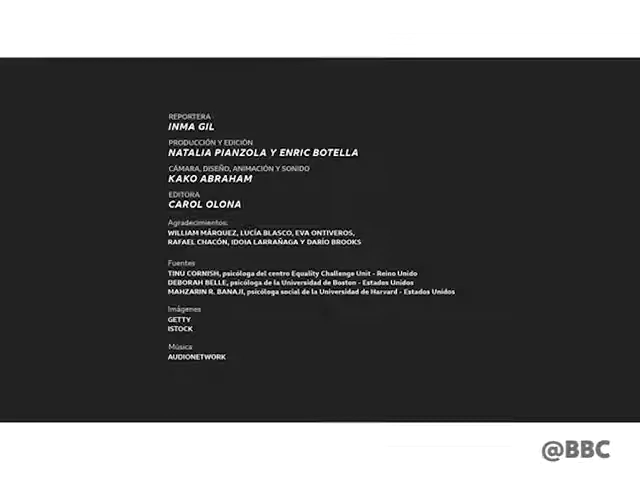 REPORTERA
INMA GIL
PRODUCCIÓN Y EDICIÓN
NATALIA PIANZOLA Y ENRIC BOTELLA
CÁMARA, DISEÑO, ANIMACIÓN Y SONIDO
KAKO ABRAHAM
EDITORA
CAROL OLONA
Agradecimientos:
WILLIAM MÁRQUEZ, LUCÍA BLASCO, EVA ONTIVEROS,
RAFAEL CHACÓN, IDOIA LARRAÑAGA Y DARÍO BROOKS
Fuentes
TINU CORNISH, psicóloga del centro Equality Challenge Unit - Reino Unido
DEBORAH BELLE, psicóloga de la Universidad de Boston - Estados Unidos
MAHZARIN R. BANAJI, psicóloga social de la Universidad de Harvard - Estados Unidos
Imágenes
GETTY
ISTOCK
Música
AUDIONETWORK
@BBC